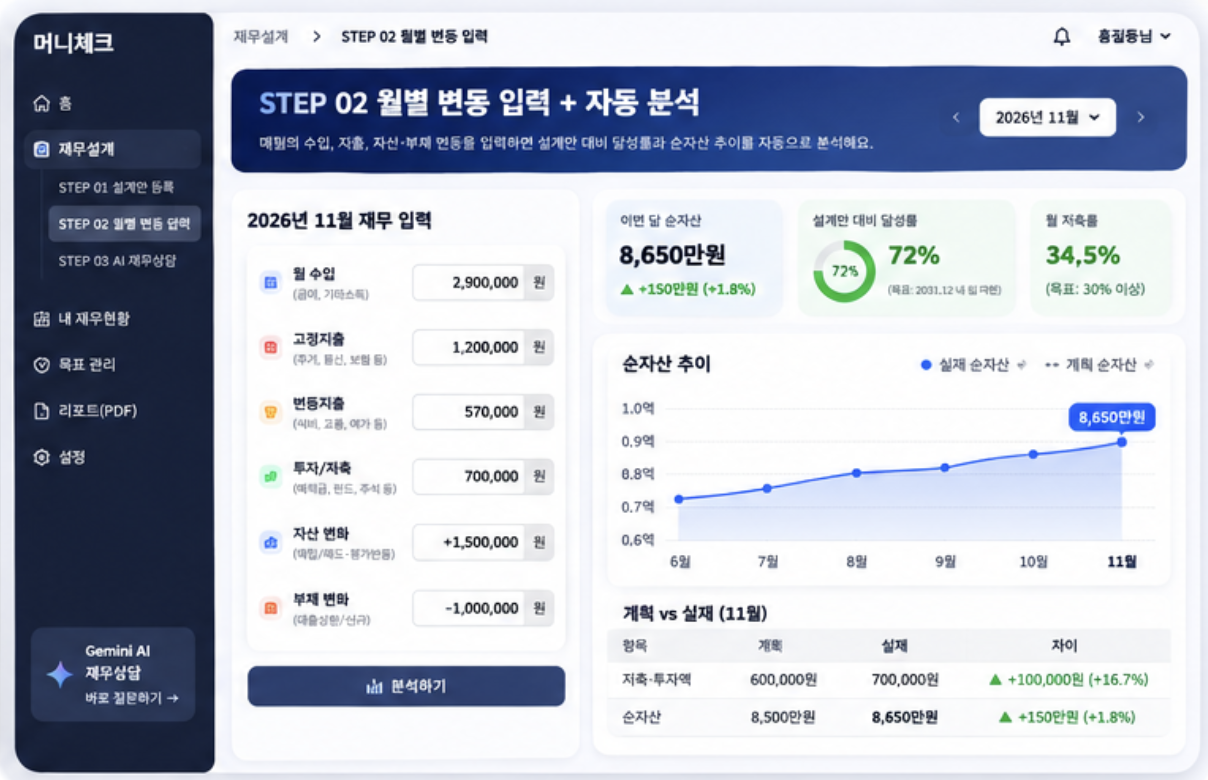 머니체크
홈
재무설계
STEP 01 설계안 등록
STEP 02 월별 변동
STEP 03 AI 재무상담
내 재무현황
목표 관리
리포트(PDF)
설정
Gemini AI
재무상담
바로 질문하기 →
재무설계 > STEP 02 월별 변동 입력
STEP 02 월별 변동 입력 + 자동 분석
매월의 수입, 지출, 자산·부채 변동을 입력하면 설계안 대비 달성률과 순자산 추이를 자동으로 분석해요.
2026년 11월
2026년 11월 재무 입력
월 수입
2,900,000 원
고정지출
(주거, 통신, 보험 등)
1,200,000 원
변동지출
570,000 원
투자/저축
700,000 원
자산 변화
+1,500,000 원
부채 변화
-1,000,000 원
분석하기
이번 달 순자산
8,650만원
▲ +150만원 (+1.8%)
설계안 대비 달성률
72%
72%
월 저축률
34,5%
(목표: 30% 이상)
순자산 추이
실재 순자산
계획 순자산
1.0억
0.9억
8.8억
0.7억
0,6억
8,650만원
6월 7월 8월 9월 10월 11월
계획 vs 실재 (11월)
항목 계획 실제 차이
저축·투자액 600,000원 700,000원 ▲ +100,000원 (+16.7%)
순자산 8,500만원 8,650만원 ▲ +150만원 (+1.8%)